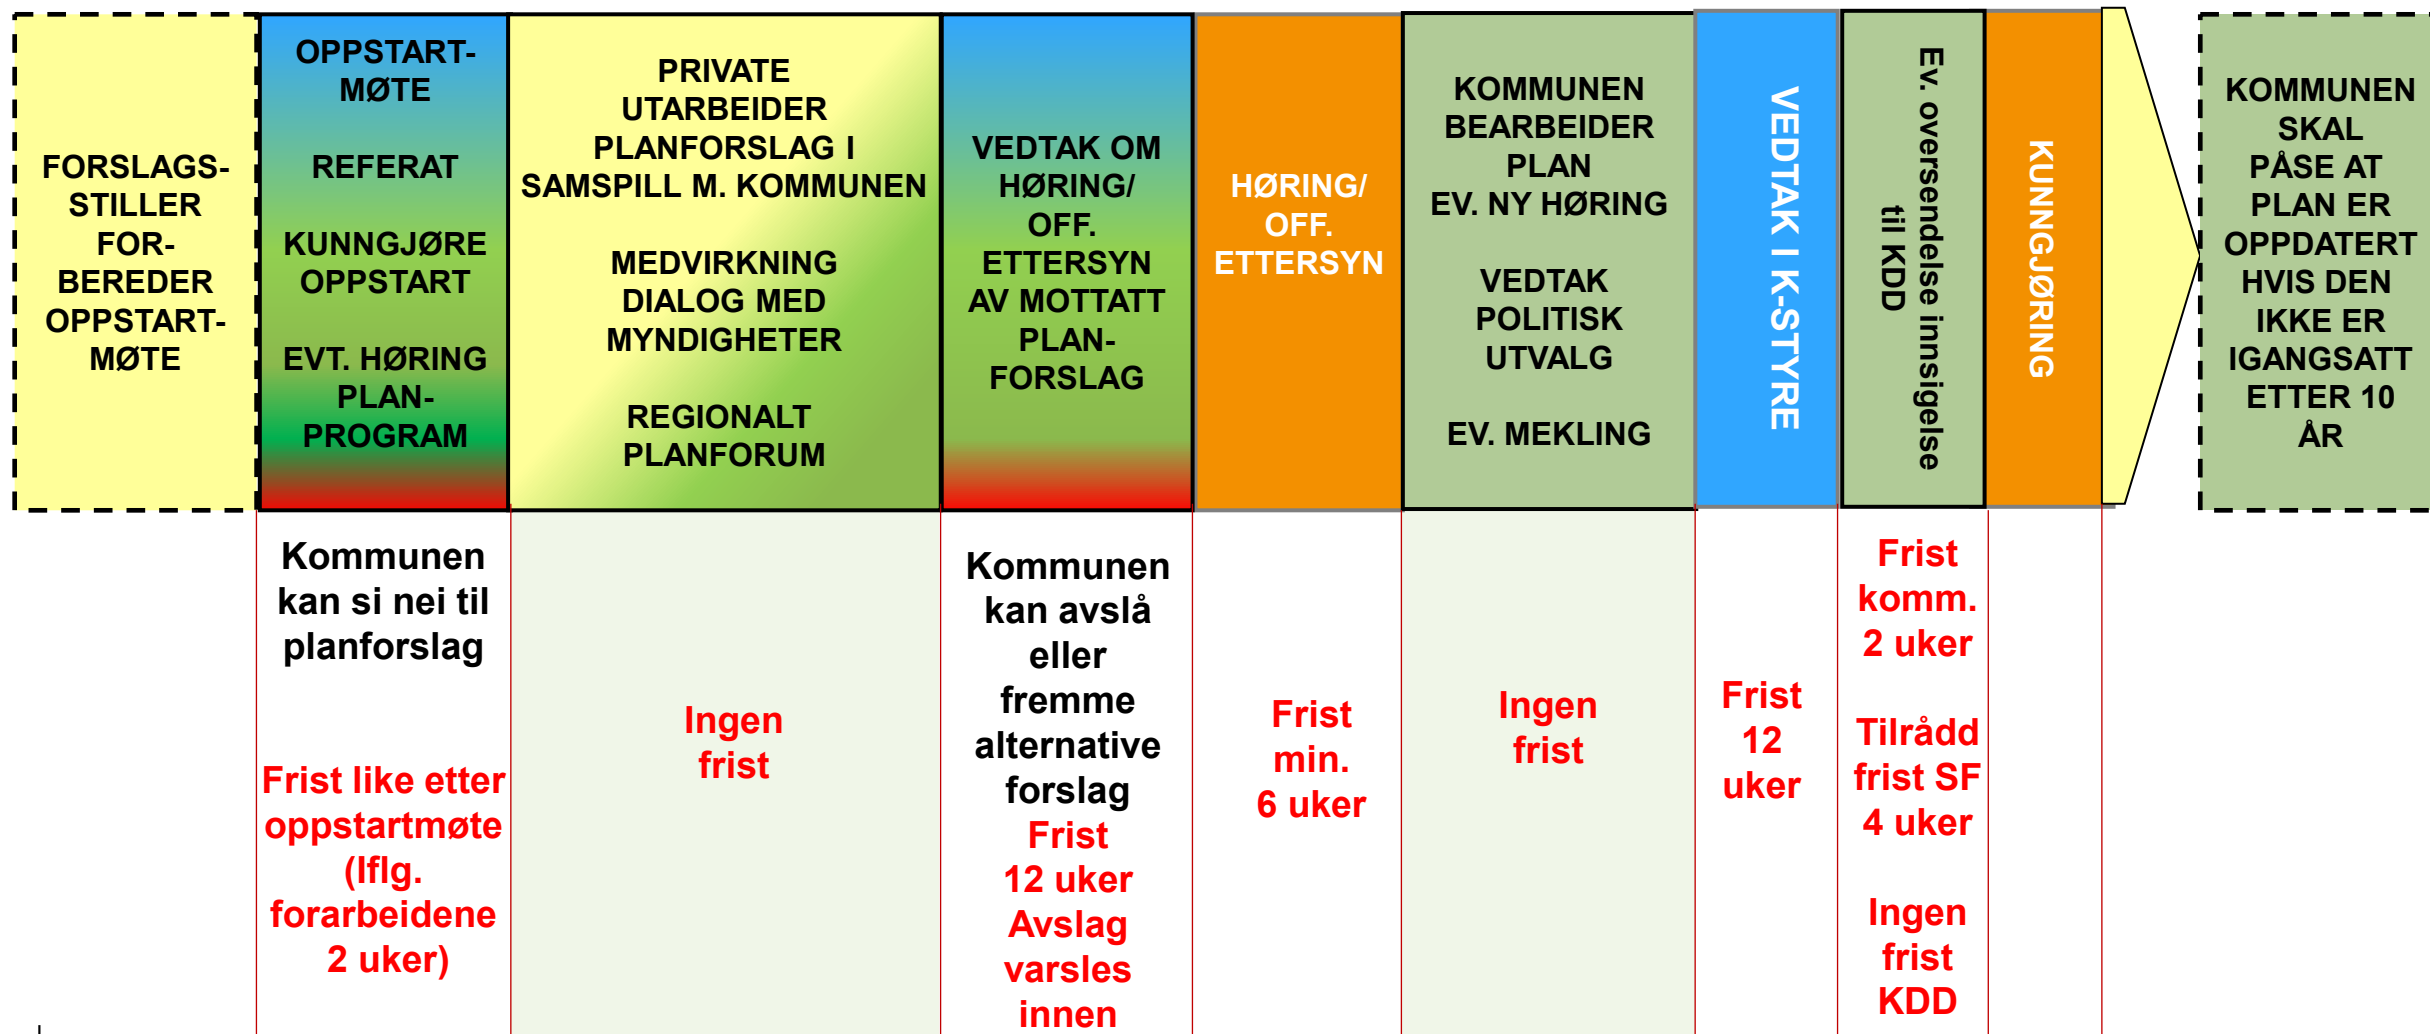 FORSLAGS-
STILLER
FOR-
BEREDER
OPPSTART-
MØTE
OPPSTART-
MØTE
REFERAT
KUNNGJØRE
OPPSTART
EVT. HØRING
PLAN-
PROGRAM
PRIVATE
UTARBEIDER
PLANFORSLAG I
SAMSPILL M. KOMMUNEN
MEDVIRKNING
DIALOG MED
MYNDIGHETER
REGIONALT
PLANFORUM
VEDTAK OM
HØRING/
OFF.
ETTERSYN
AV MOTTATT
PLAN-
FORSLAG
HØRING/
OFF.
ETTERSYN
KOMMUNEN
BEARBEIDER
PLAN
EV. NY HØRING
VEDTAK
POLITISK
UTVALG
EV. MEKLING
VEDTAK I K-STYRE
Ev. oversendelse innsigelse
til KDD
KUNNGJØRING
KOMMUNEN
SKAL
PÅSE AT
PLAN ER
OPPDATERT
HVIS DEN
IKKE ER
IGANGSATT
ETTER 10
ÅR
Kommunen
kan si nei til
planforslag
Frist like etter
oppstartmøte
(Iflg.
forarbeidene
2 uker)
Ingen
frist
Kommunen
kan avslå
eller
fremme
alternative
forslag
Frist
12 uker
Avslag
varsles
innen
Frist
min.
6 uker
Ingen
frist
Frist
12
uker
Frist
komm.
2 uker
Tilrådd
frist SF
4 uker
Ingen
frist
KDD